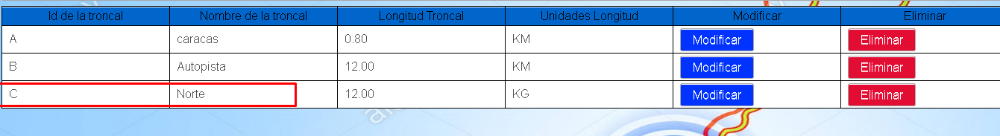 Id de la troncal Nombre de la troncal Longitud Troncal Unidades Longitud Modificar Eliminar
A caracas 0.80 KM Modificar Eliminar
B Autopista 12.00 KM Modificar Eliminar
C Norte 12.00 KG Modificar Eliminar